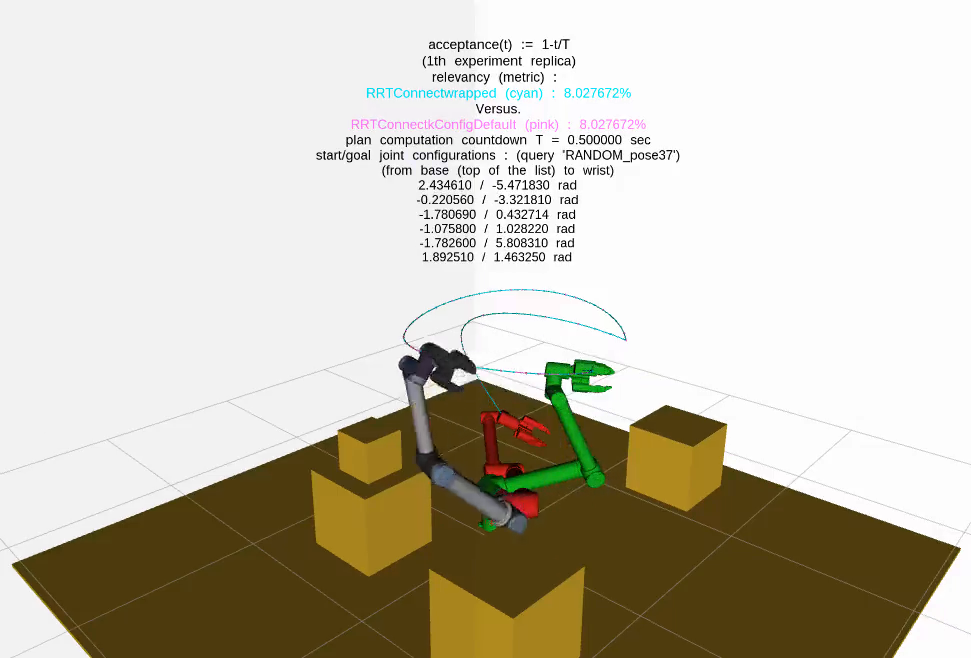 acceptance(t) := 1-t/T
(1th experiment replica)
relevancy (metric) :
RRTConnectwrapped (cyan) : 8.027672%
Versus.
RRTConnectkConfigDefault (pink) : 8.027672%
plan computation countdown T = 0.500000 sec
start/goal joint configurations : (query 'RANDOM_pose37')
(from base (top of the list) to wrist)
2.434610 / -5.471830 rad
-0.220560 / -3.321810 rad
-1.780690 / 0.432714 rad
-1.075800 / 1.028220 rad
-1.782600 / 5.808310 rad
1.892510 / 1.463250 rad